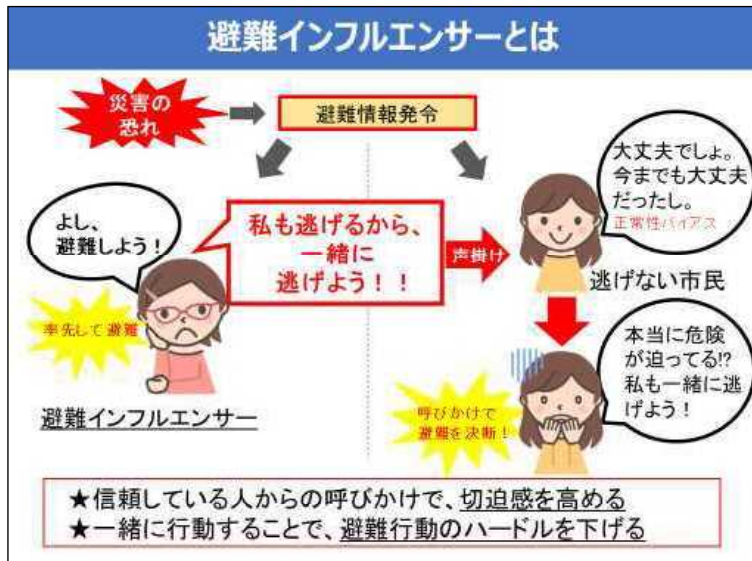 避難インフルエンサーとは
災害の
恐れ
避難情報発令
よし、
避難しよう！
率先して避難
避難インフルエンサー
私も逃げるから、
一緒に
逃げよう！！
声掛け
大丈夫でしょ。
今までも大丈夫
だったし。
正常性バイアス
逃げない市民
本当に危険
が迫ってる!?
私も一緒に逃
げよう！
呼びかけで
避難を決断！
★信頼している人からの呼びかけで、切迫感を高める
★一緒に行動することで、避難行動のハードルを下げる